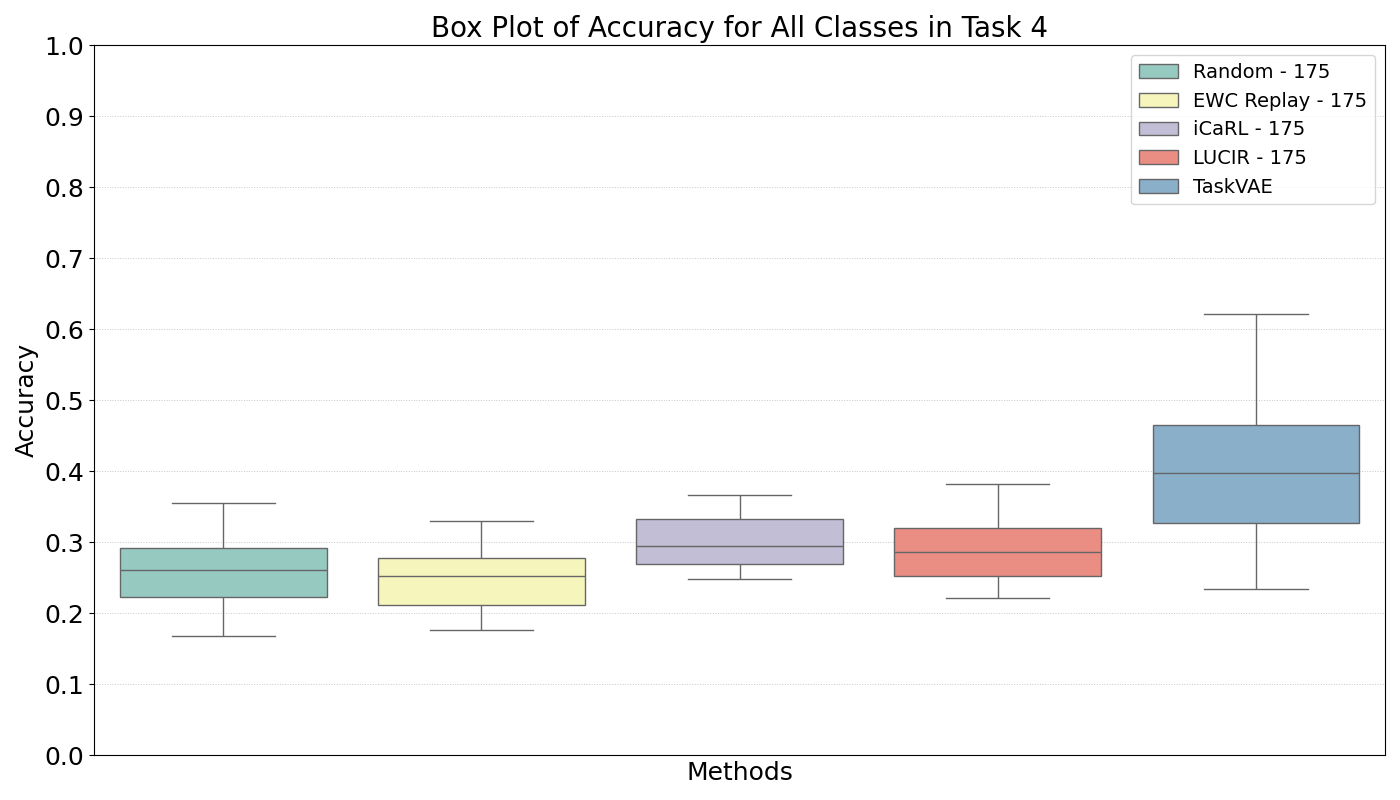 Box Plot of Accuracy for All Classes in Task 4
1.0
0.9
0.8
0.7
0.6
0.5
0.4
0.3
0.2
0.1
0.0
Accuracy
Methods
Random - 175
EWC Replay - 175
iCaRL - 175
LUCIR - 175
TaskVAE